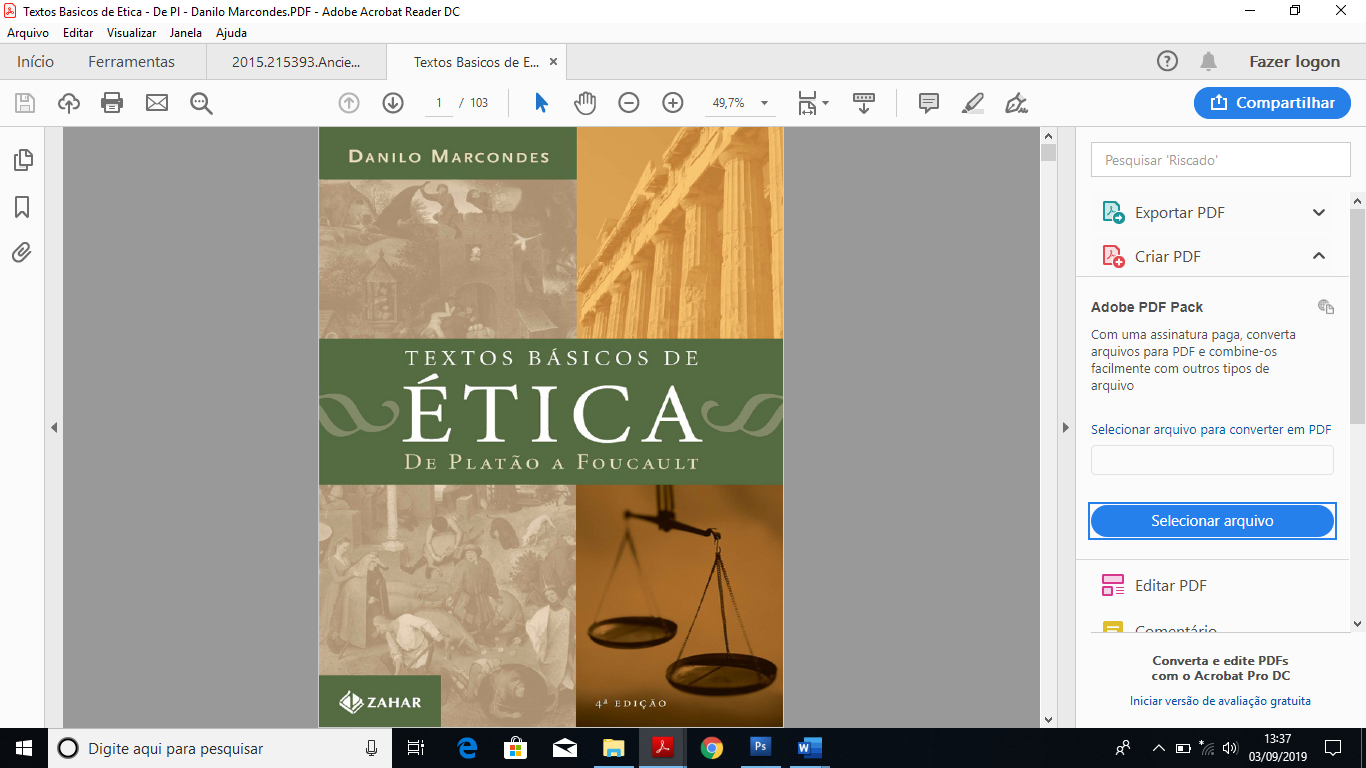 Textos Basicos de Etica - De Pl - Danilo Marcondes.PDF - Adobe Acrobat Reader DC
Arquivo Editar Visualizar Janela Ajuda
Início Ferramentas 2015.215393.Ancie... Textos Basicos de E... Fazer logon
1 / 103 49,7% Compartilhar
DANILO MARCONDES
TEXTOS BÁSICOS DE
ÉTICA
DE PLATÃO A FOUCAULT
ZAHAR
4ª EDIÇÃO
Pesquisar 'Riscado'
Exportar PDF
Criar PDF
Adobe PDF Pack
Com uma assinatura paga, converta
arquivos para PDF e combine-os
facilmente com outros tipos de
arquivo
Selecionar arquivo para converter em PDF
Selecionar arquivo
Editar PDF
Comentário
Converta e edite PDFs
com o Acrobat Pro DC
Iniciar versão de avaliação gratuita
Digite aqui para pesquisar
Ps
13:37
03/09/2019